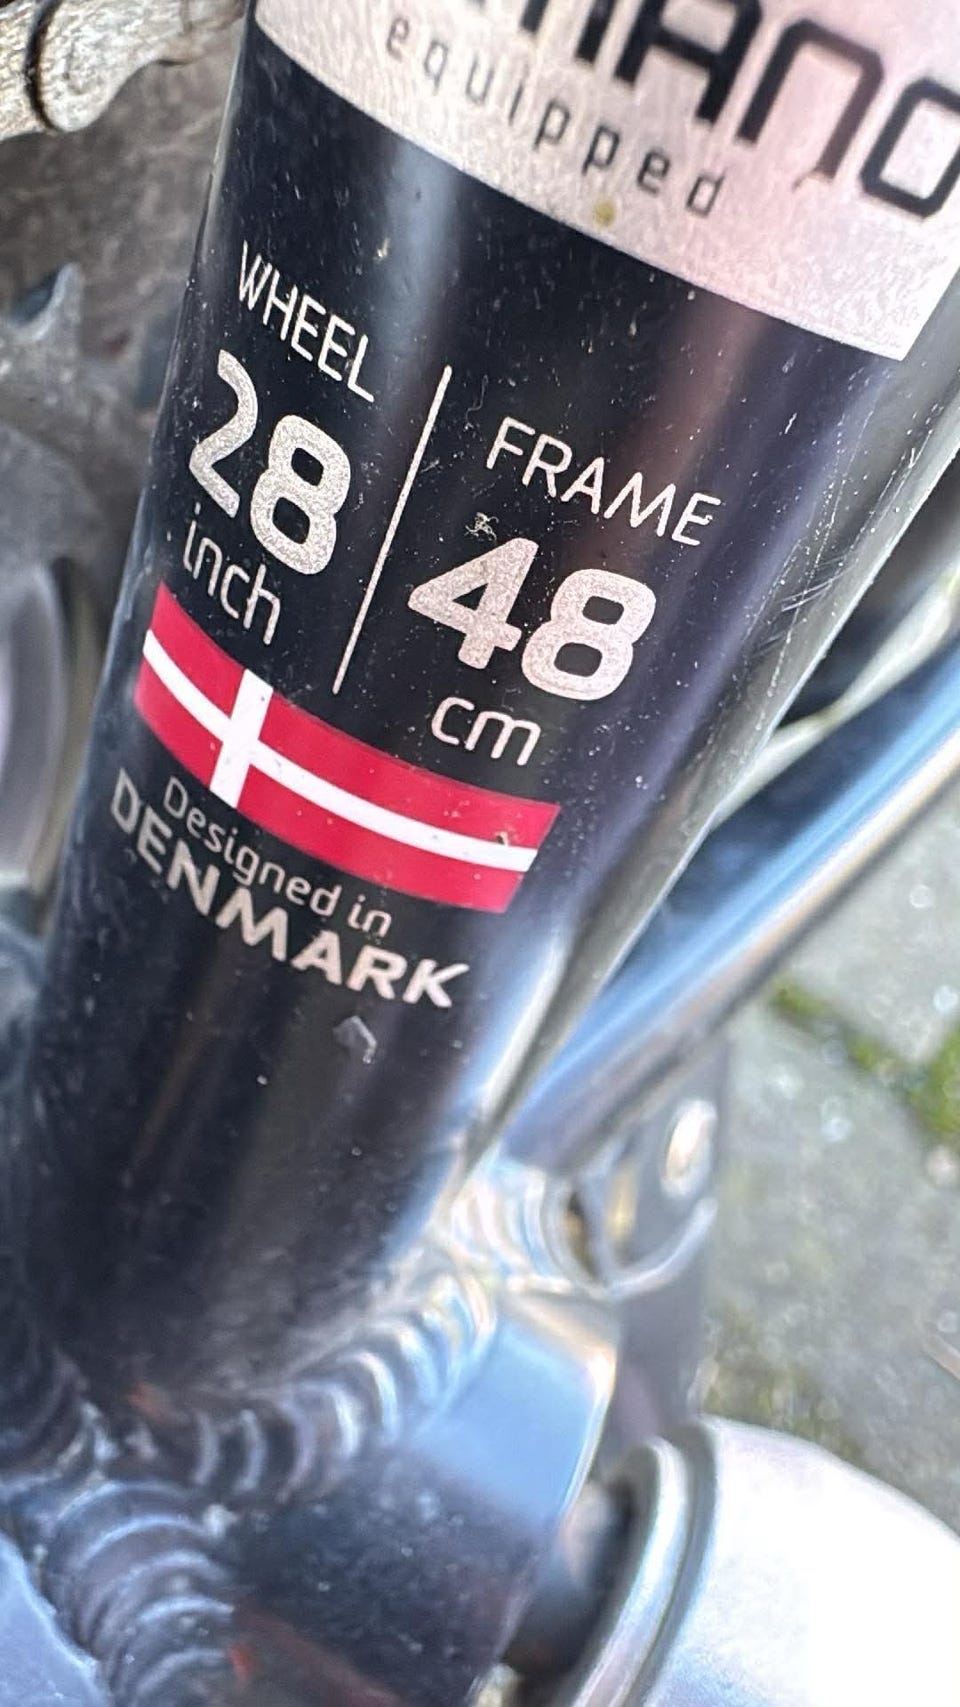 equipped
WHEEL
28
inch
FRAME
48
cm
Designed in
DENMARK